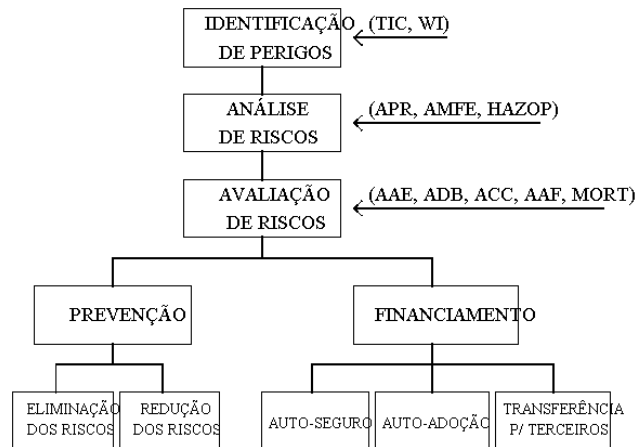 IDENTIFICAÇÃO
DE PERIGOS
(TIC, WI)
ANÁLISE
DE RISCOS
(APR, AMFE, HAZOP)
AVALIAÇÃO
DE RISCOS
(AAE, ADB, ACC, AAF, MORT)
PREVENÇÃO
FINANCIAMENTO
ELIMINAÇÃO
DOS RISCOS
REDUÇÃO
DOS RISCOS
AUTO-SEGURO
AUTO-ADOÇÃO
TRANSFERÊNCIA
P/ TERCEIROS